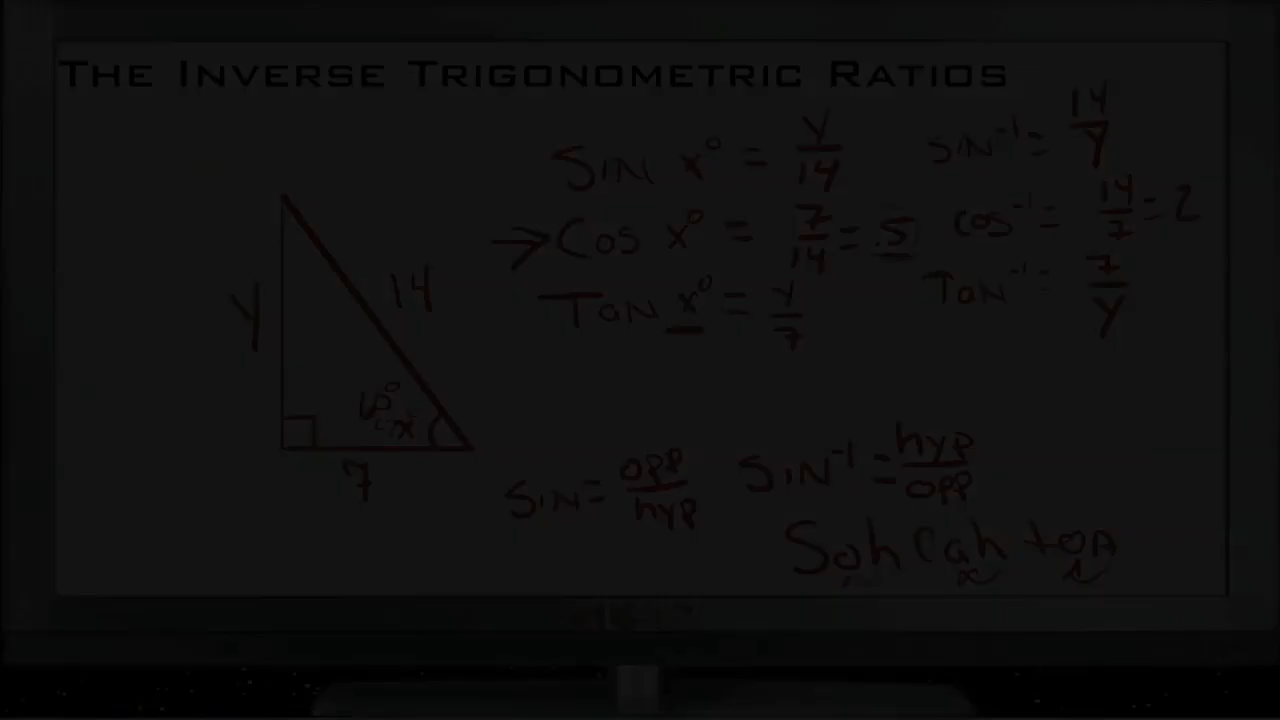 THE INVERSE TRIGONOMETRIC RATIOS
Sin x° = y/14
Cos x° = 7/14 = .5
Tan x° = y/7
sin⁻¹ = 14/y
cos⁻¹ = 14/7 = 2
Tan⁻¹ = 7/y
y
14
x
7
Sin = opp/hyp
Sin⁻¹ = hyp/opp
Soh Cah toA